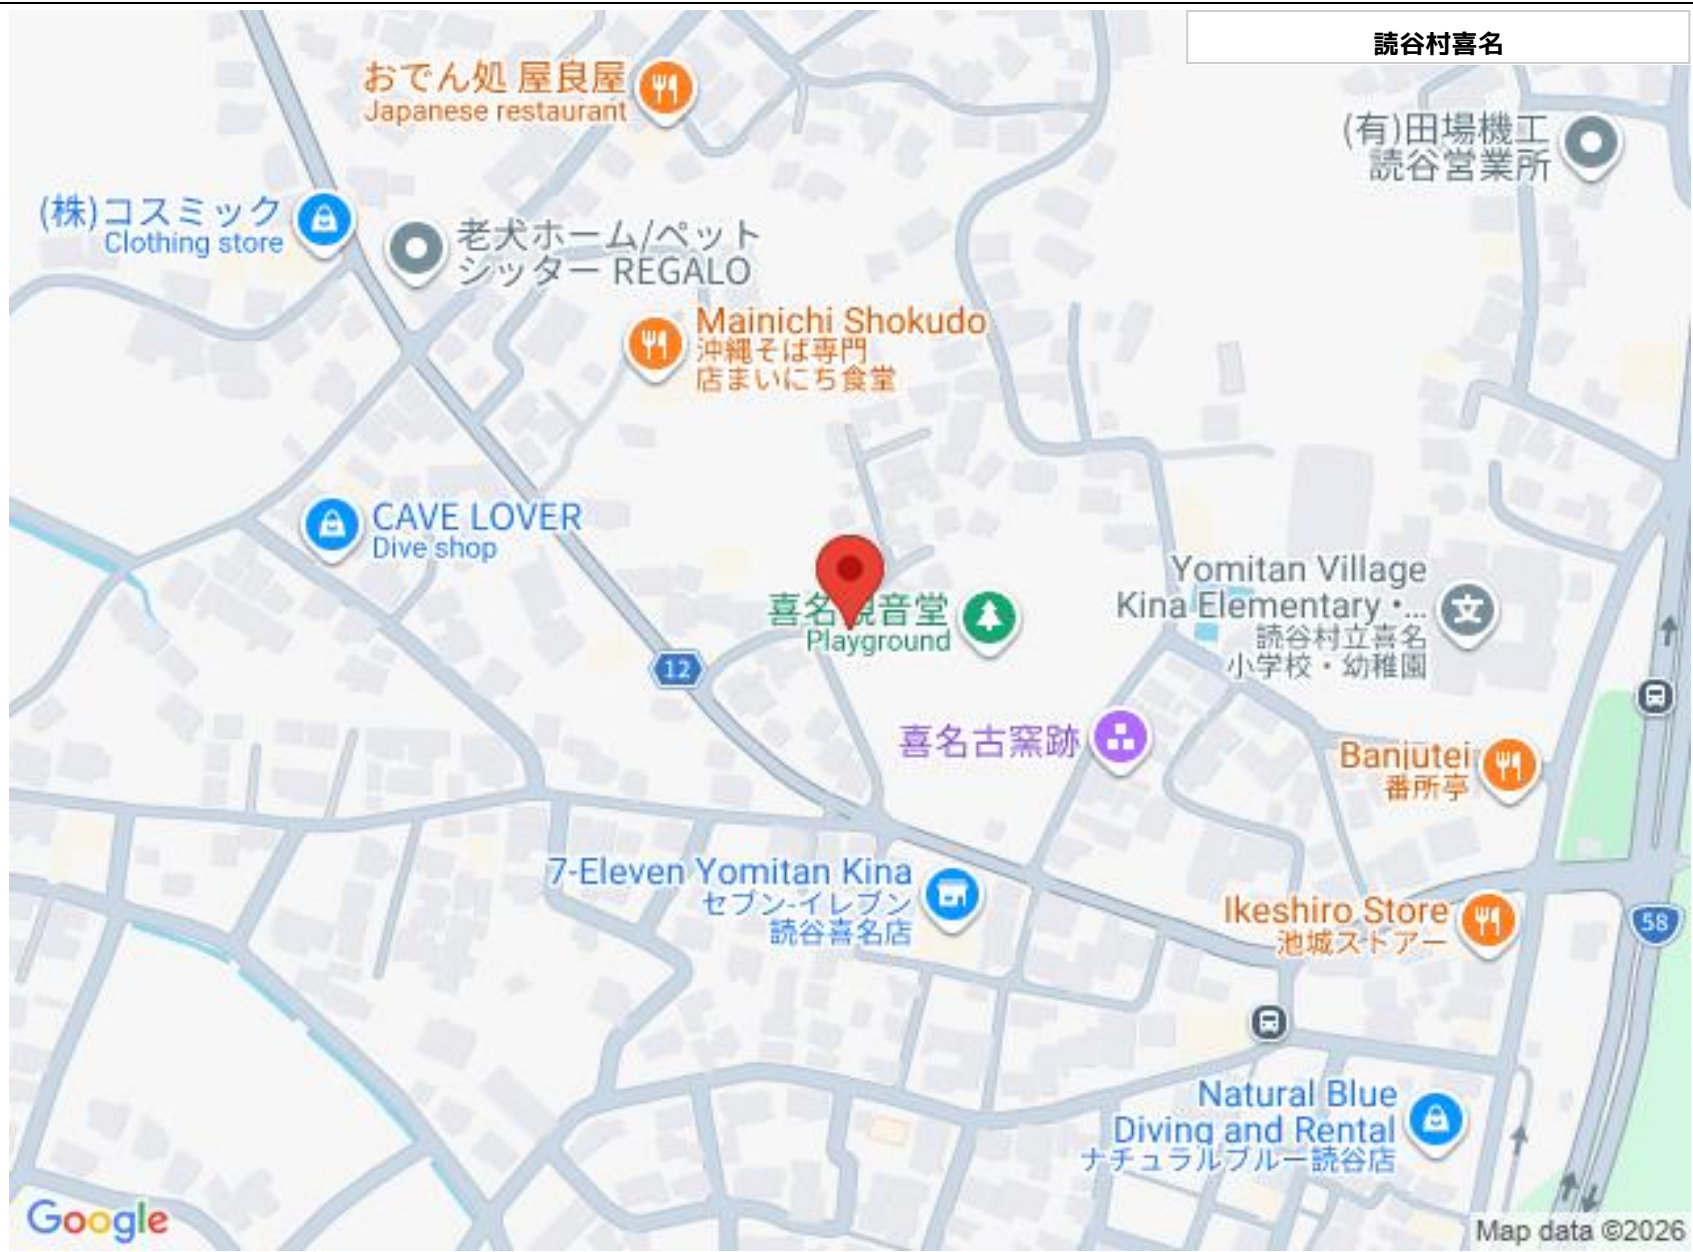 読谷村喜名
おでん処 屋良屋
Japanese restaurant
(有)田場機工
読谷営業所
(株)コスミック
Clothing store
老犬ホーム/ペット
シッター REGALO
Mainichi Shokudo
沖縄そば専門
店まいにち食堂
CAVE LOVER
Dive shop
喜名観音堂
Playground
Yomitan Village
Kina Elementary •...
読谷村立喜名
小学校・幼稚園
12
喜名古窯跡
Banjutei
番所亭
7-Eleven Yomitan Kina
セブン-イレブン
読谷喜名店
Ikeshiro Store
池城ストアー
58
Natural Blue
Diving and Rental
ナチュラルブルー読谷店
Google
Map data ©2026